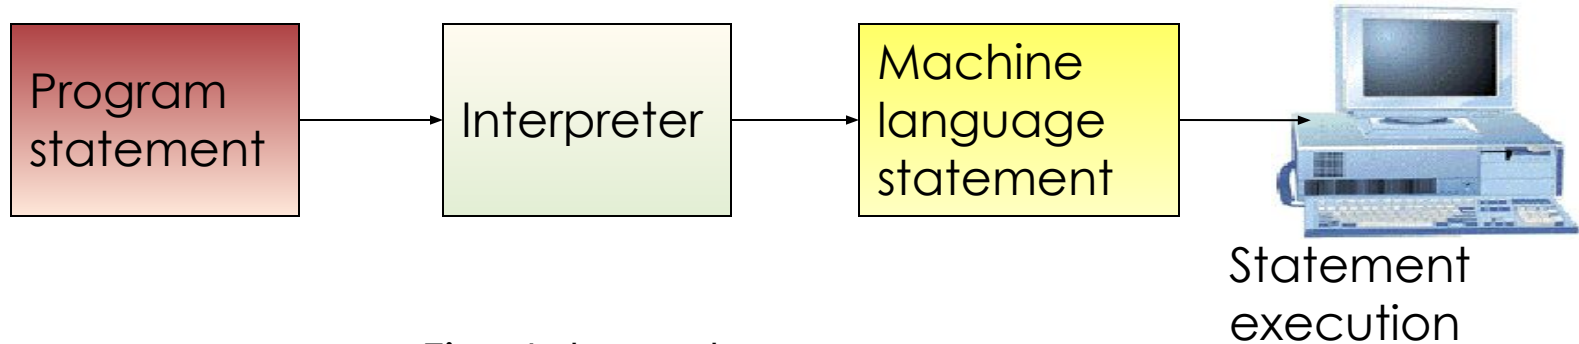 Program
statement
Interpreter
Machine
language
statement
Statement
execution